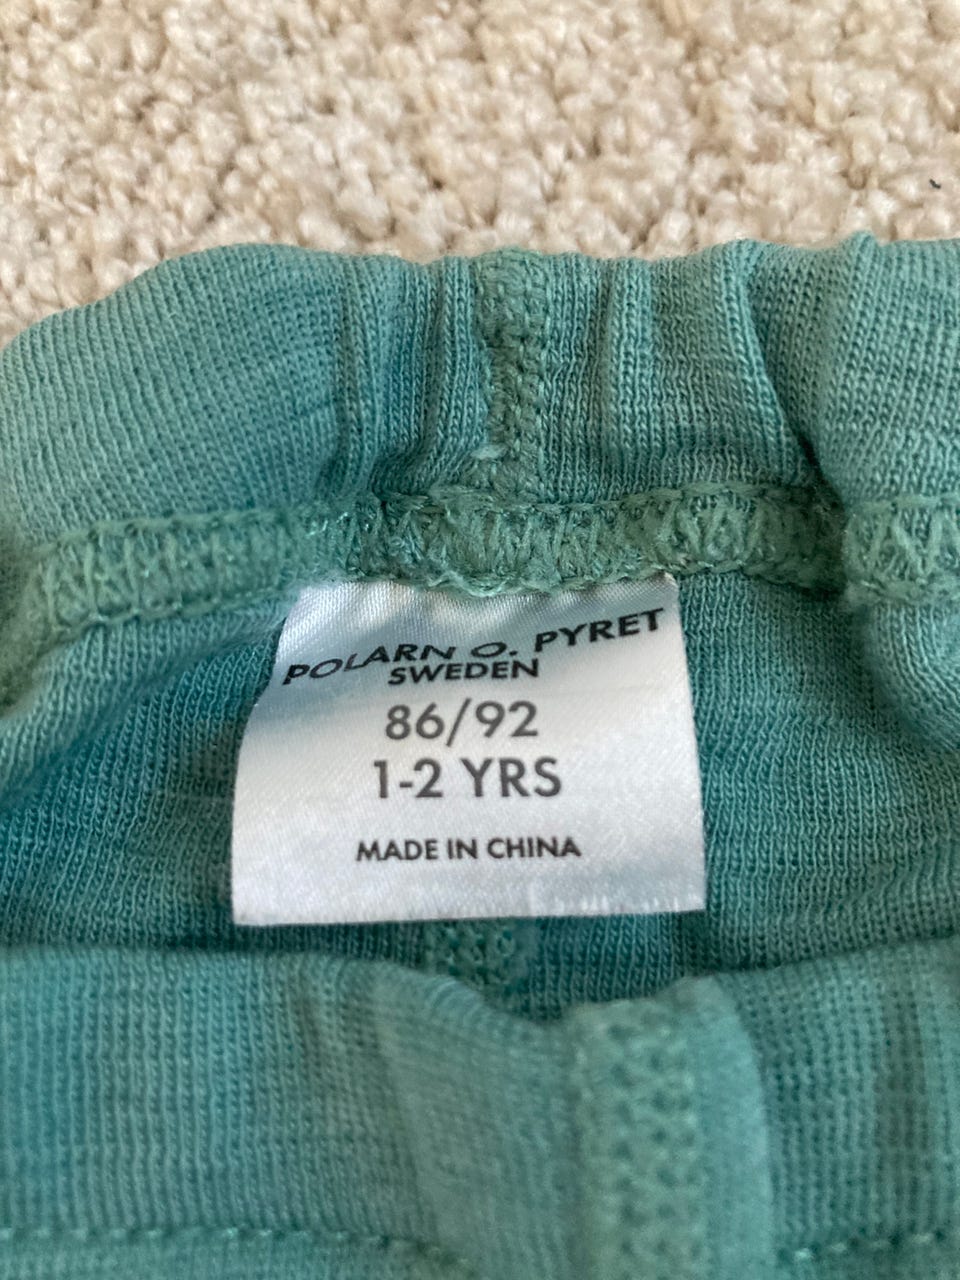 POLARN O. PYRET
SWEDEN
86/92
1-2 YRS
MADE IN CHINA